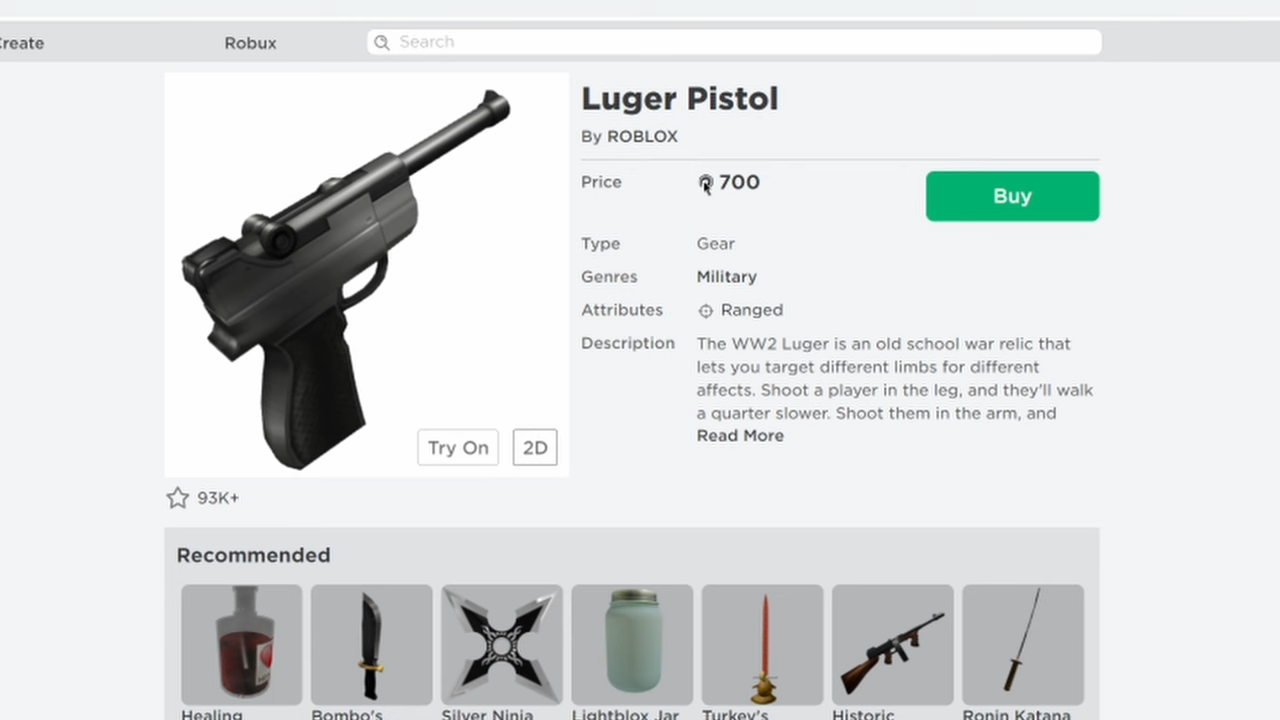 Create
Robux
Search
Luger Pistol
By ROBLOX
Price
700
Buy
Type
Gear
Genres
Military
Attributes
Ranged
Description
The WW2 Luger is an old school war relic that
lets you target different limbs for different
affects. Shoot a player in the leg, and they'll walk
a quarter slower. Shoot them in the arm, and
Read More
Try On
2D
93K+
Recommended
Healing
Bombo's
Silver Ninja
Lightblox Jar
Turkey's
Historic
Ronin Katana